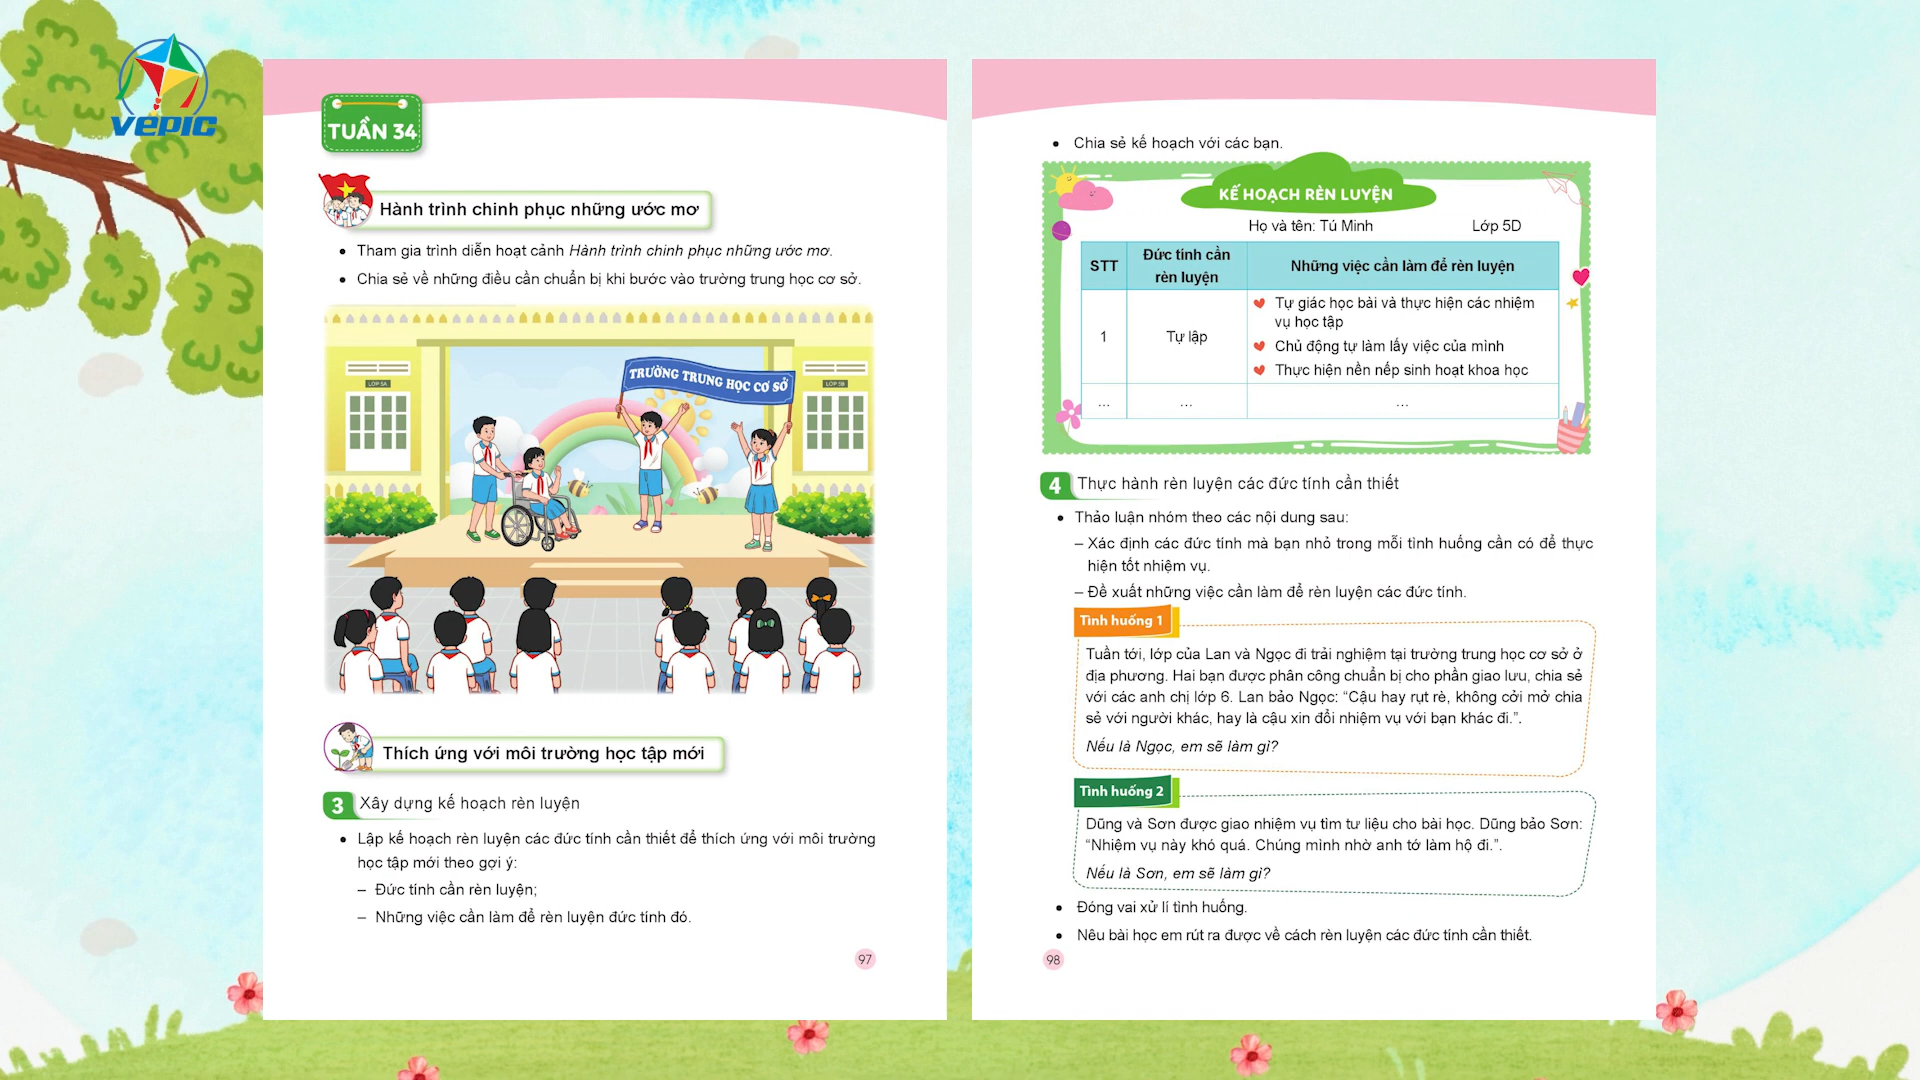 VEPIC
TUẦN 34
Hành trình chinh phục những ước mơ
• Tham gia trình diễn hoạt cảnh Hành trình chinh phục những ước mơ.
• Chia sẻ về những điều cần chuẩn bị khi bước vào trường trung học cơ sở.
LỚP 5A
LỚP 5B
TRƯỜNG TRUNG HỌC CƠ SỞ
Thích ứng với môi trường học tập mới
3 Xây dựng kế hoạch rèn luyện
• Lập kế hoạch rèn luyện các đức tính cần thiết để thích ứng với môi trường
học tập mới theo gợi ý:
– Đức tính cần rèn luyện;
– Những việc cần làm để rèn luyện đức tính đó.
97
• Chia sẻ kế hoạch với các bạn.
KẾ HOẠCH RÈN LUYỆN
Họ và tên: Tú Minh Lớp 5D
STT
Đức tính cần
rèn luyện
Những việc cần làm để rèn luyện
1
Tự lập
Tự giác học bài và thực hiện các nhiệm
vụ học tập
Chủ động tự làm lấy việc của mình
Thực hiện nền nếp sinh hoạt khoa học
... ... ...
4 Thực hành rèn luyện các đức tính cần thiết
• Thảo luận nhóm theo các nội dung sau:
– Xác định các đức tính mà bạn nhỏ trong mỗi tình huống cần có để thực
hiện tốt nhiệm vụ.
– Đề xuất những việc cần làm để rèn luyện các đức tính.
Tình huống 1
Tuần tới, lớp của Lan và Ngọc đi trải nghiệm tại trường trung học cơ sở ở
địa phương. Hai bạn được phân công chuẩn bị cho phần giao lưu, chia sẻ
với các anh chị lớp 6. Lan bảo Ngọc: “Cậu hay rụt rè, không cởi mở chia
sẻ với người khác, hay là cậu xin đổi nhiệm vụ với bạn khác đi.”.
Nếu là Ngọc, em sẽ làm gì?
Tình huống 2
Dũng và Sơn được giao nhiệm vụ tìm tư liệu cho bài học. Dũng bảo Sơn:
“Nhiệm vụ này khó quá. Chúng mình nhờ anh tớ làm hộ đi.”.
Nếu là Sơn, em sẽ làm gì?
• Đóng vai xử lí tình huống.
• Nêu bài học em rút ra được về cách rèn luyện các đức tính cần thiết.
98